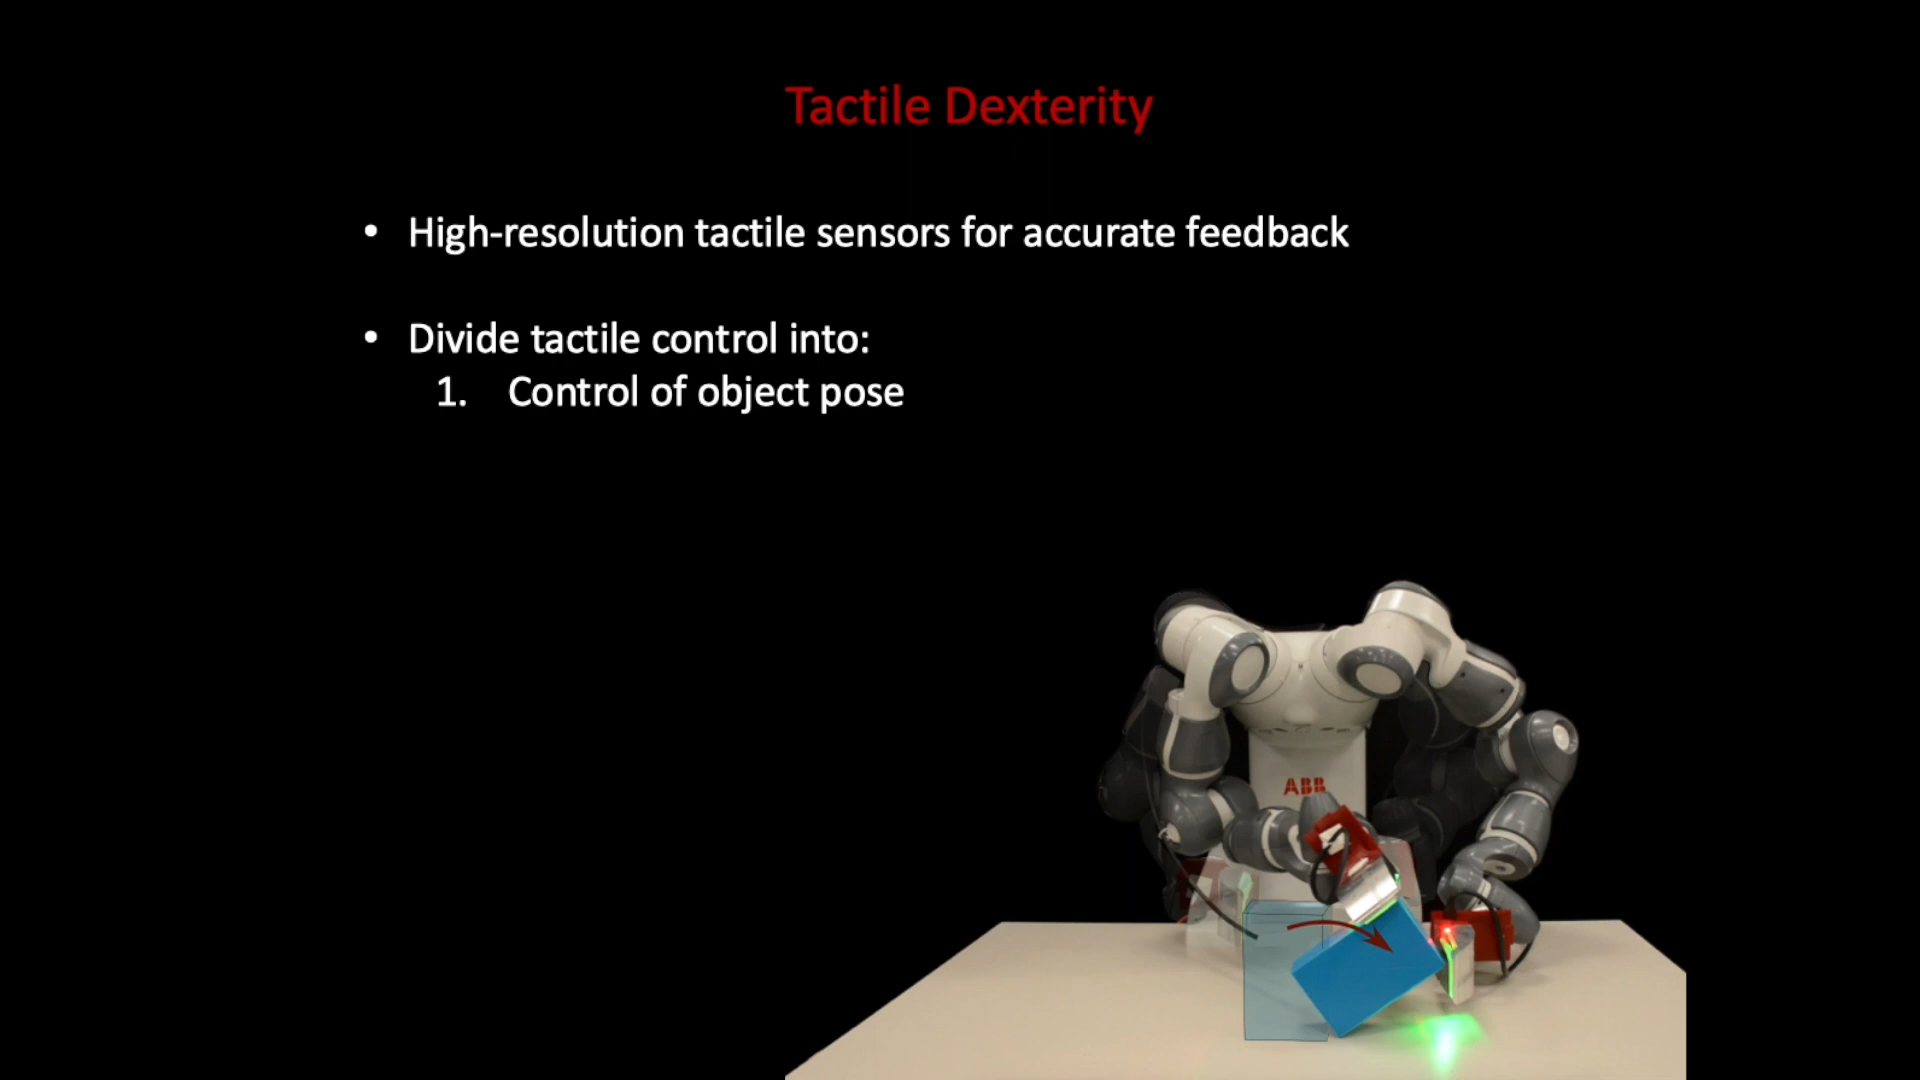 Tactile Dexterity
• High-resolution tactile sensors for accurate feedback
• Divide tactile control into:
1. Control of object pose
ABB